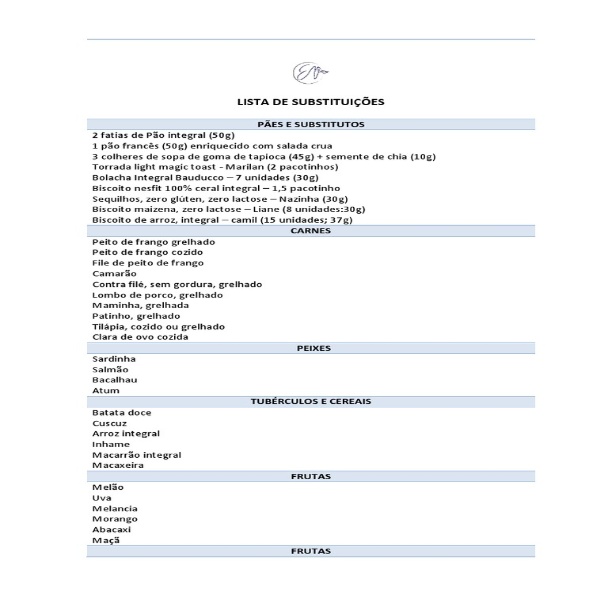 LISTA DE SUBSTITUIÇÕES
PÃES E SUBSTITUTOS
2 fatias de Pão integral (50g)
1 pão francês (50g) enriquecido com salada crua
3 colheres de sopa de goma de tapioca (45g) + semente de chia (10g)
Torrada light magic toast - Marilan (2 pacotinhos)
Bolacha Integral Bauducco – 7 unidades (30g)
Biscoito nesfit 100% ceral integral – 1,5 pacotinho
Sequilhos, zero glúten, zero lactose – Nazinha (30g)
Biscoito maizena, zero lactose – Liane (8 unidades:30g)
Biscoito de arroz, integral – camil (15 unidades; 37g)
CARNES
Peito de frango grelhado
Peito de frango cozido
File de peito de frango
Camarão
Contra filé, sem gordura, grelhado
Lombo de porco, grelhado
Maminha, grelhada
Patinho, grelhado
Tilápia, cozido ou grelhado
Clara de ovo cozida
PEIXES
Sardinha
Salmão
Bacalhau
Atum
TUBÉRCULOS E CEREAIS
Batata doce
Cuscuz
Arroz integral
Inhame
Macarrão integral
Macaxeira
FRUTAS
Melão
Uva
Melancia
Morango
Abacaxi
Maçã
FRUTAS